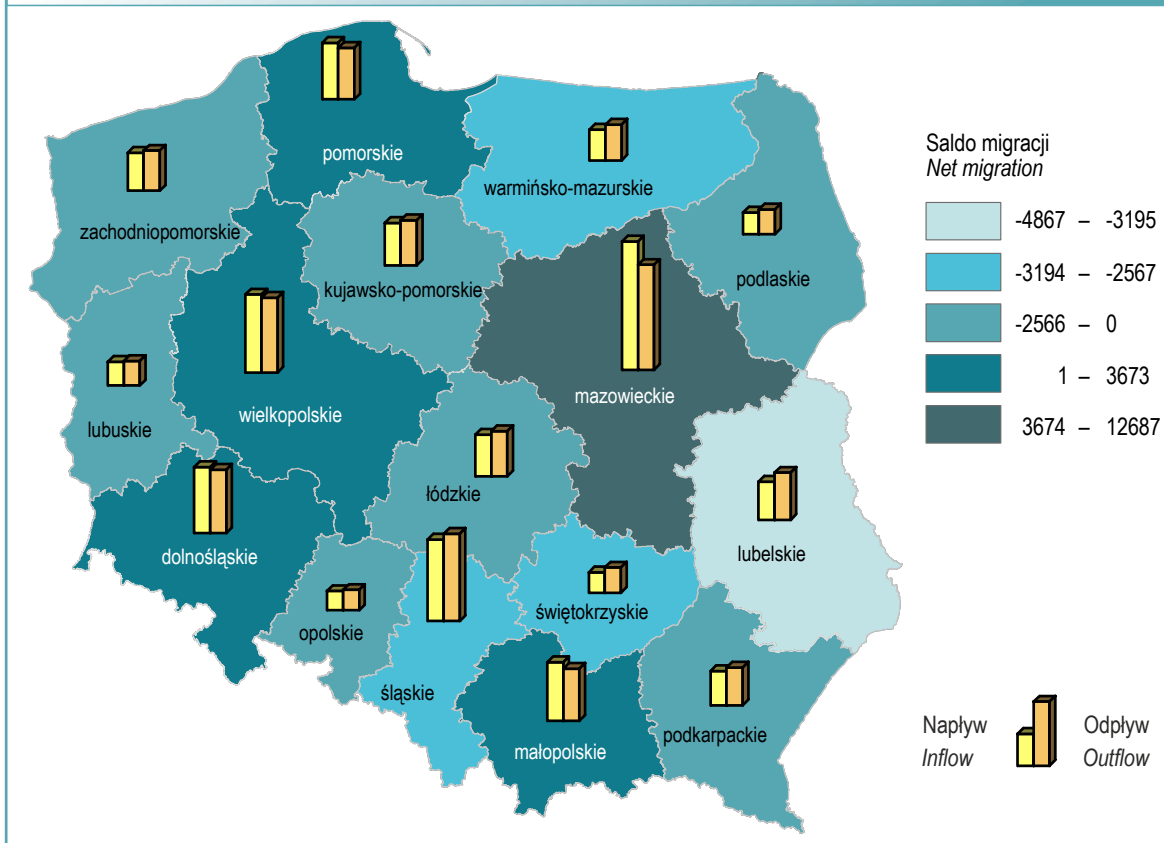 pomorskie
warmińsko-mazurskie
zachodniopomorskie
kujawsko-pomorskie
podlaskie
mazowieckie
wielkopolskie
lubuskie
łódzkie
dolnośląskie
lubelskie
opolskie
świętokrzyskie
śląskie
małopolskie
podkarpackie
Saldo migracji
Net migration
-4867 – -3195
-3194 – -2567
-2566 – 0
1 – 3673
3674 – 12687
Napływ Odpływ
Inflow Outflow